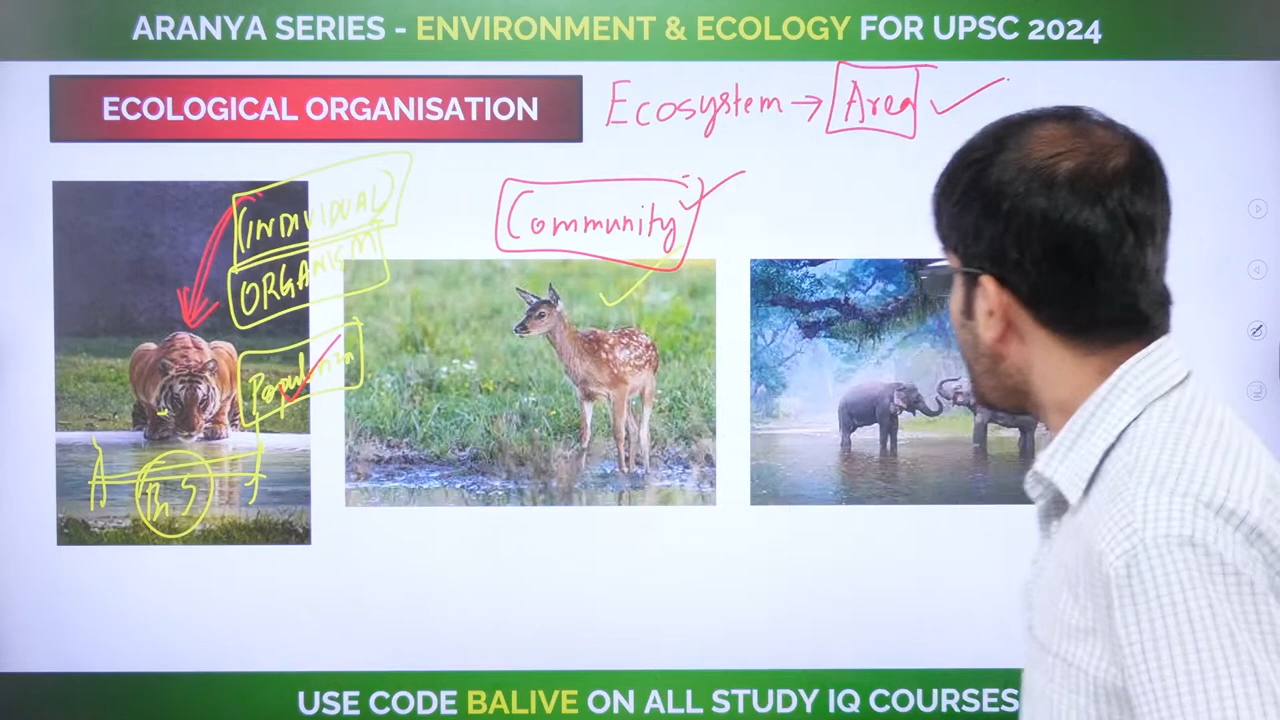 ARANYA SERIES - ENVIRONMENT & ECOLOGY FOR UPSC 2024
ECOLOGICAL ORGANISATION
Ecosystem → Area
INDIVIDUAL
ORGANISM
Community
Population
USE CODE BALIVE ON ALL STUDY IQ COURSES